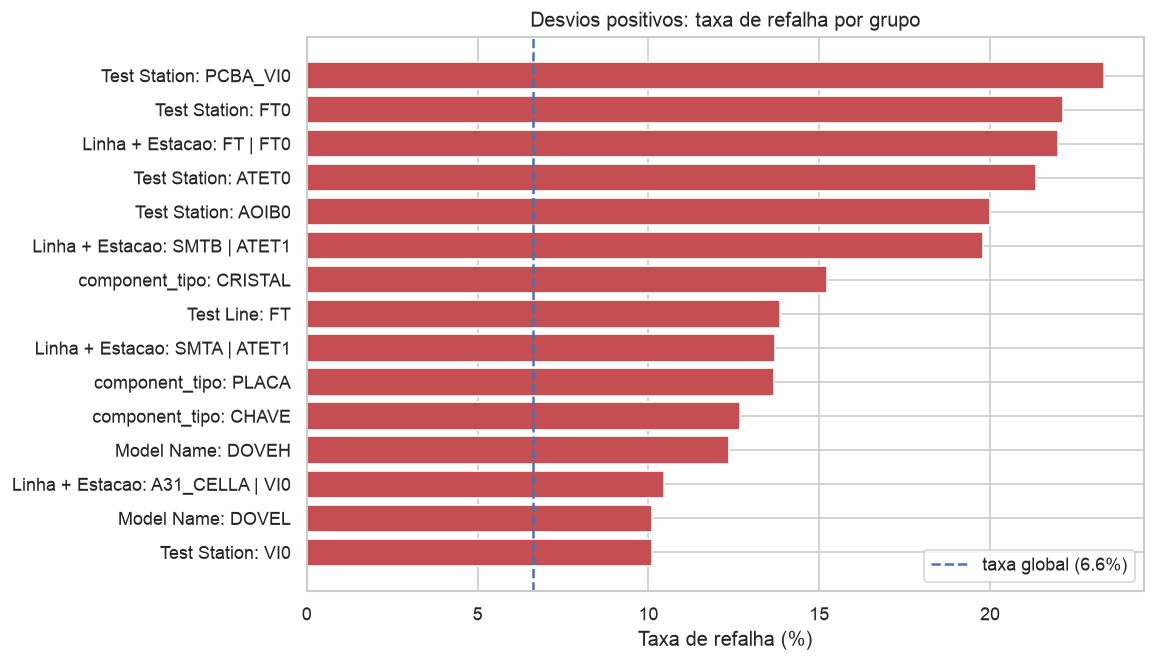 Desvios positivos: taxa de refalha por grupo
Test Station: PCBA_VI0
Test Station: FT0
Linha + Estacao: FT | FT0
Test Station: ATET0
Test Station: AOIB0
Linha + Estacao: SMTB | ATET1
component_tipo: CRISTAL
Test Line: FT
Linha + Estacao: SMTA | ATET1
component_tipo: PLACA
component_tipo: CHAVE
Model Name: DOVEH
Linha + Estacao: A31_CELLA | VI0
Model Name: DOVEL
Test Station: VI0
taxa global (6.6%)
0 5 10 15 20
Taxa de refalha (%)